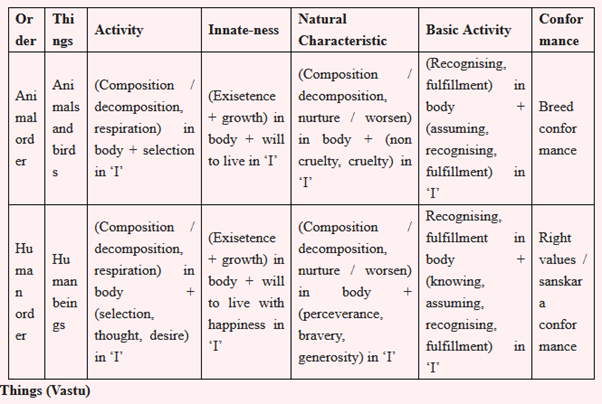 Or
der
Thi
ngs
Activity
Innate-ness
Natural
Characteristic
Basic Activity
Confor
mance
Ani
mal
ord
er
Ani
mals
and
bird
s
(Composition /
decomposition,
respiration) in
body + selection
in ‘I’
(Exisetence
+ growth) in
body + will
to live in ‘I’
(Composition /
decomposition,
nurture / worsen)
in body + (non
cruelty, cruelty) in
‘I’
(Recognising,
fulfillment) in
body +
(assuming,
recognising,
fulfillment) in
‘I’
Breed
confor
mance
Hu
ma
n
ord
er
Hu
man
bein
gs
(Composition /
decomposition,
respiration) in
body +
(selection,
thought, desire)
in ‘I’
(Exisetence
+ growth) in
body + will
to live with
happiness in
‘I’
(Composition /
decomposition,
nurture / worsen)
in body +
(perceverance,
bravery,
generosity) in ‘I’
Recognising,
fulfillment in
body +
(knowing,
assuming,
recognising,
fulfillment) in
‘I’
Right
values /
sanskar
a
confor
mance
Things (Vastu)